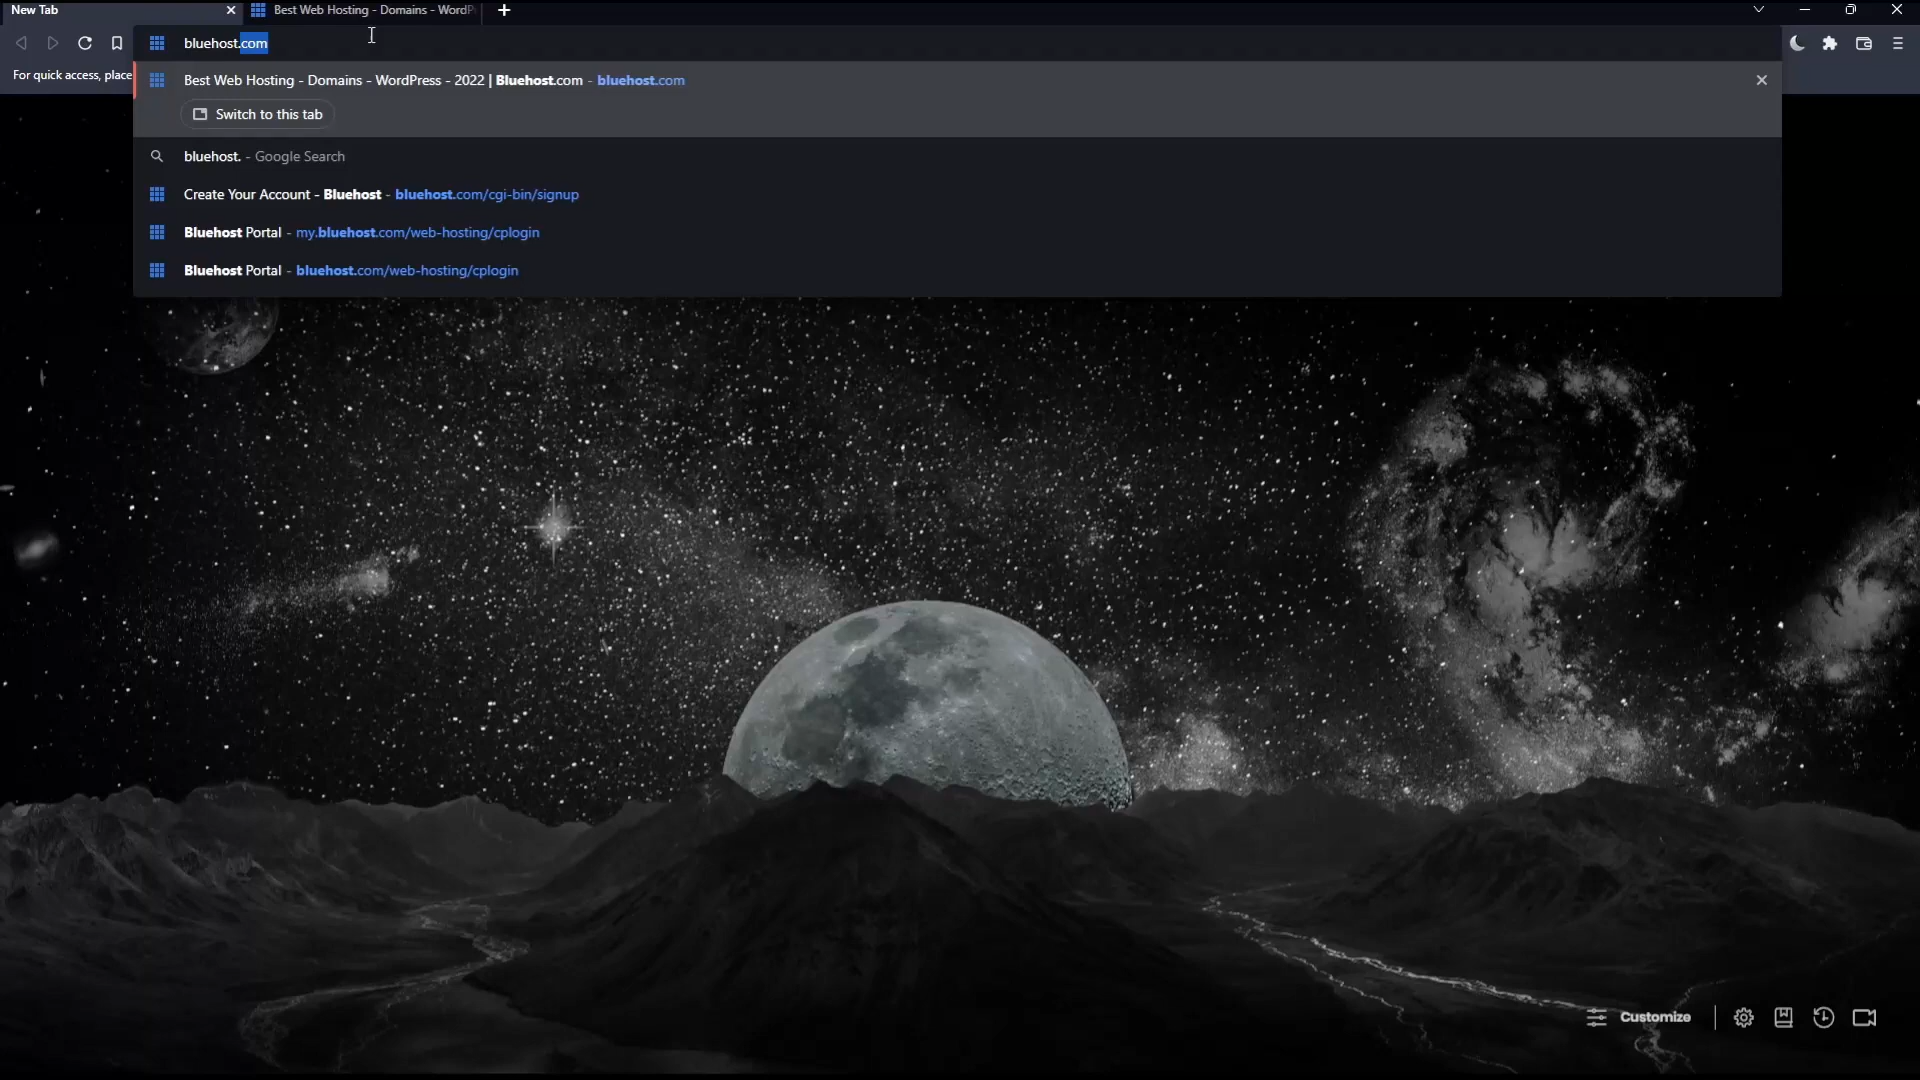 New Tab
Best Web Hosting - Domains - WordP
bluehost.com
For quick access, place
Best Web Hosting - Domains - WordPress - 2022 | Bluehost.com - bluehost.com
Switch to this tab
bluehost. - Google Search
Create Your Account - Bluehost - bluehost.com/cgi-bin/signup
Bluehost Portal - my.bluehost.com/web-hosting/cplogin
Bluehost Portal - bluehost.com/web-hosting/cplogin
Customize